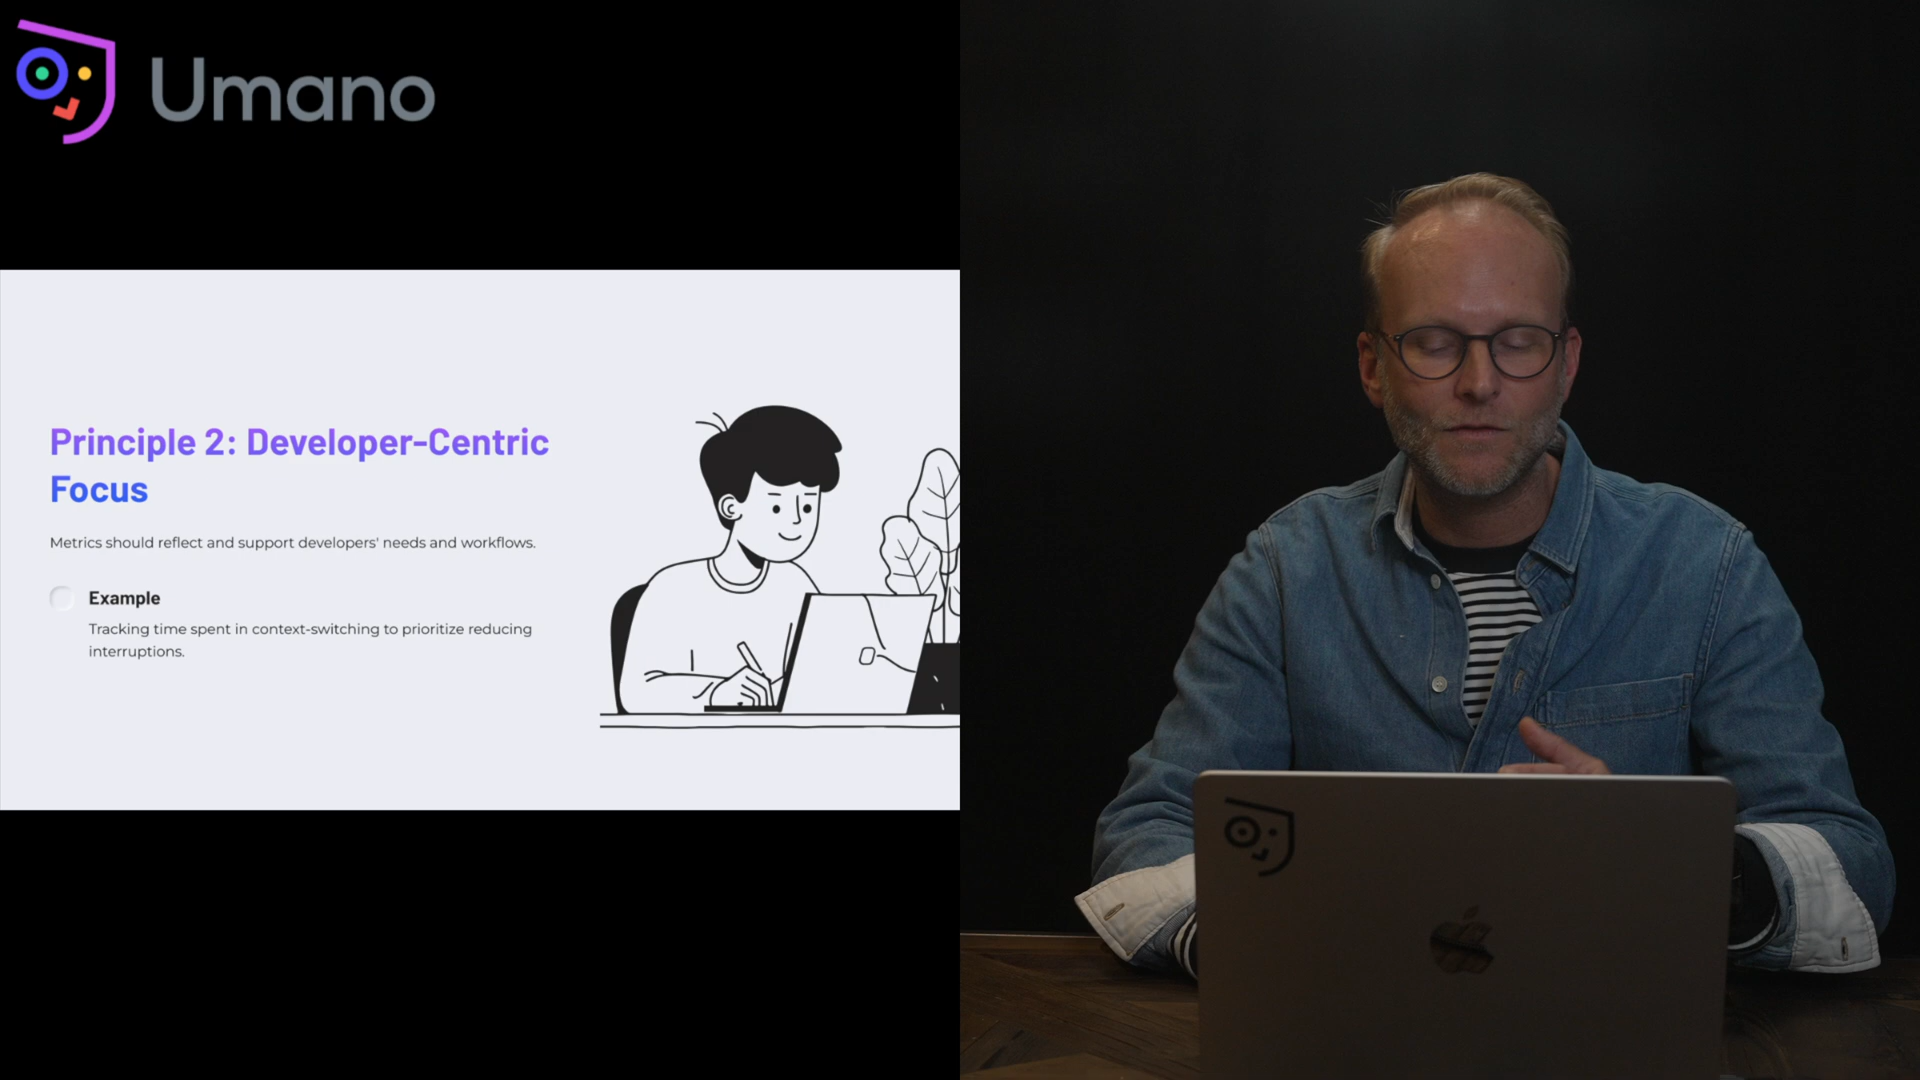 Umano
Principle 2: Developer-Centric
Focus
Metrics should reflect and support developers' needs and workflows.
Example
Tracking time spent in context-switching to prioritize reducing
interruptions.